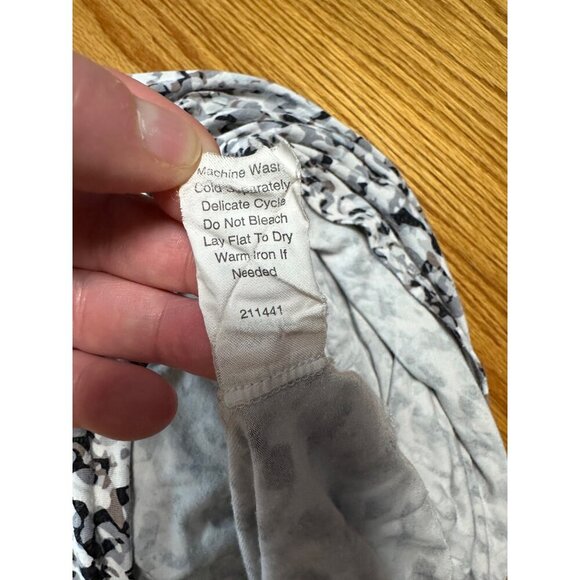 Machine Wash
Cold Separately
Delicate Cycle
Do Not Bleach
Lay Flat To Dry
Warm Iron If
Needed
211441